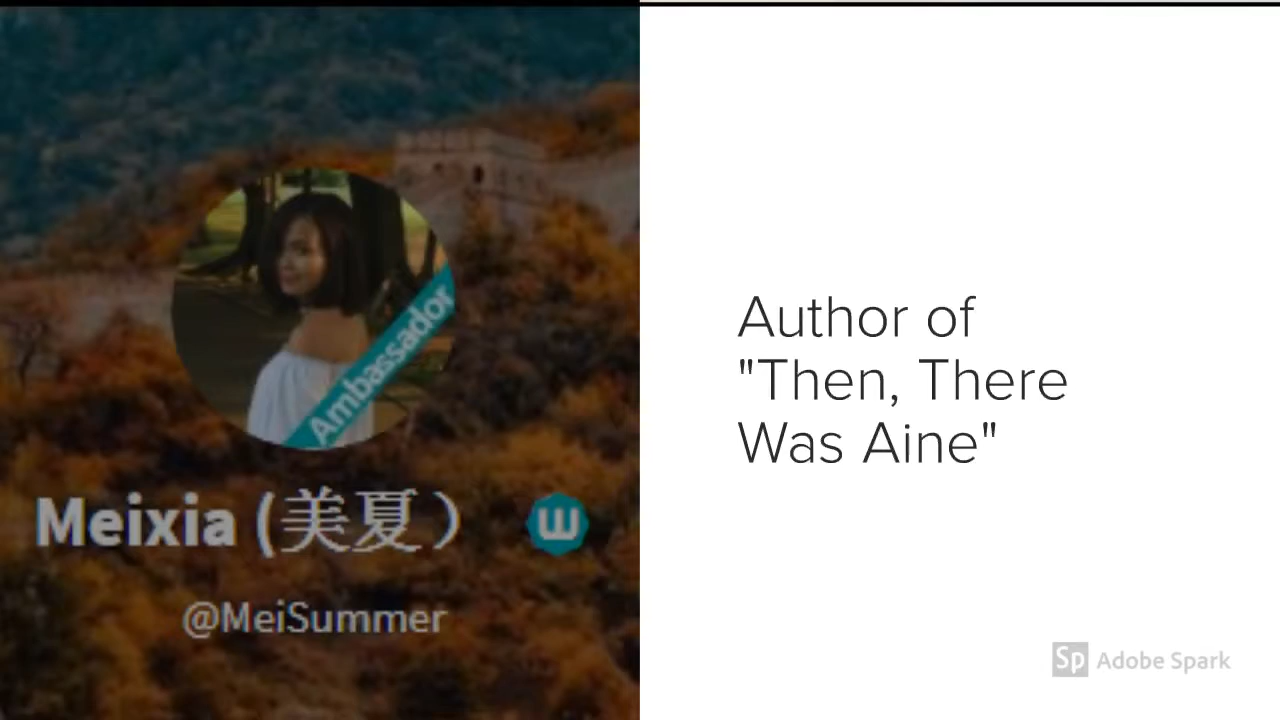 Ambassador
Meixia (美夏）
W
@MeiSummer
Author of
"Then, There
Was Aine"
Sp Adobe Spark